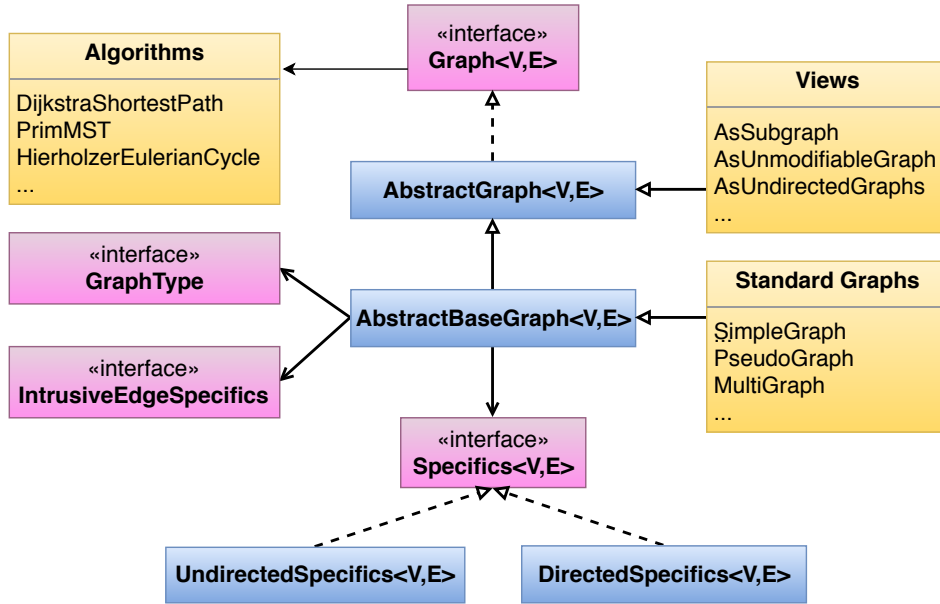 «interface»
Graph<V,E>
Algorithms
DijkstraShortestPath
PrimMST
HierholzerEulerianCycle
...
Views
AsSubgraph
AsUnmodifiableGraph
AsUndirectedGraphs
...
AbstractGraph<V,E>
«interface»
GraphType
AbstractBaseGraph<V,E>
Standard Graphs
SimpleGraph
...
PseudoGraph
MultiGraph
...
«interface»
IntrusiveEdgeSpecifics
«interface»
Specifics<V,E>
UndirectedSpecifics<V,E>
DirectedSpecifics<V,E>